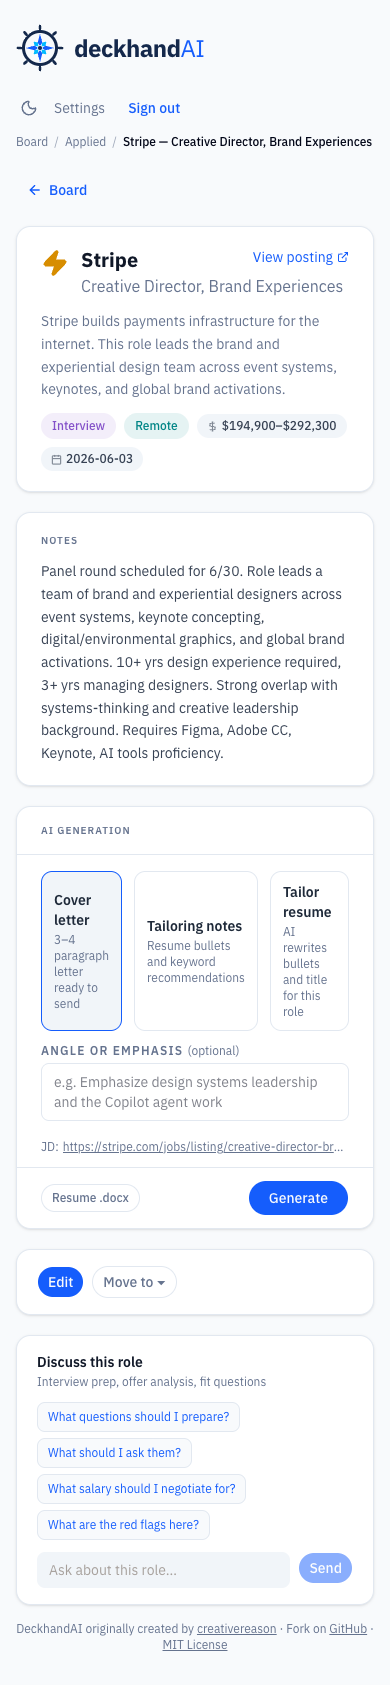 deckhandAI
Settings
Sign out
Board / Applied / Stripe — Creative Director, Brand Experiences
Board
Stripe
View posting
Creative Director, Brand Experiences
Stripe builds payments infrastructure for the
internet. This role leads the brand and
experiential design team across event systems,
keynotes, and global brand activations.
Interview
Remote
$194,900–$292,300
2026-06-03
NOTES
Panel round scheduled for 6/30. Role leads a
team of brand and experiential designers across
event systems, keynote concepting,
digital/environmental graphics, and global brand
activations. 10+ yrs design experience required,
3+ yrs managing designers. Strong overlap with
systems-thinking and creative leadership
background. Requires Figma, Adobe CC,
Keynote, AI tools proficiency.
AI GENERATION
Cover
letter
3–4
paragraph
letter
ready to
send
Tailoring notes
Resume bullets
and keyword
recommendations
Tailor
resume
AI
rewrites
bullets
and title
for this
role
ANGLE OR EMPHASIS (optional)
e.g. Emphasize design systems leadership
and the Copilot agent work
JD: https://stripe.com/jobs/listing/creative-director-br...
Resume .docx
Generate
Edit
Move to
Discuss this role
Interview prep, offer analysis, fit questions
What questions should I prepare?
What should I ask them?
What salary should I negotiate for?
What are the red flags here?
Ask about this role...
Send
DeckhandAI originally created by creativereason · Fork on GitHub ·
MIT License